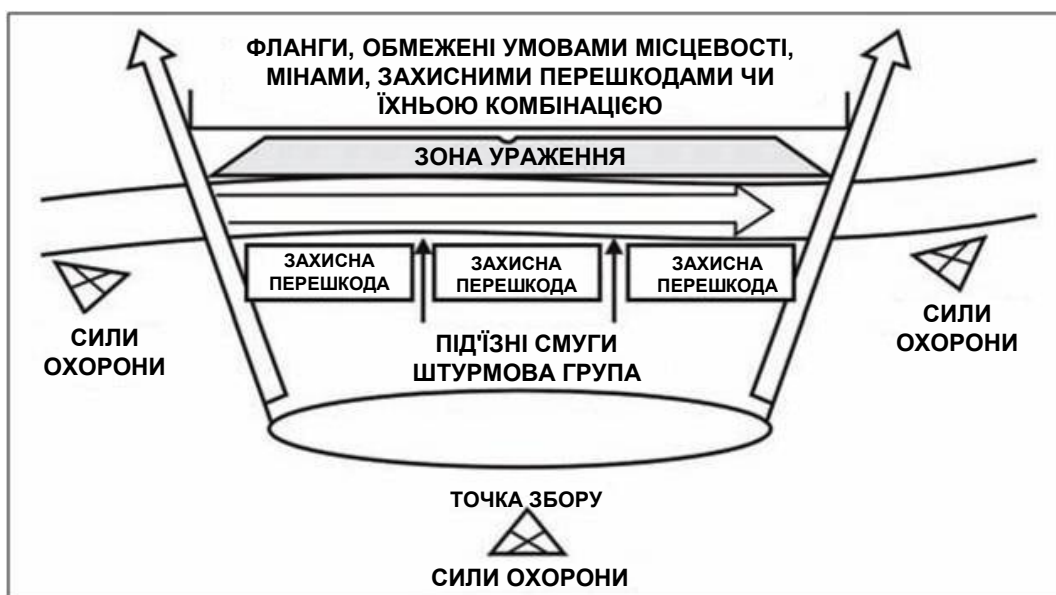 ФЛАНГИ, ОБМЕЖЕНІ УМОВАМИ МІСЦЕВОСТІ,
МІНАМИ, ЗАХИСНИМИ ПЕРЕШКОДАМИ ЧИ
ЇХНЬОЮ КОМБІНАЦІЄЮ
ЗОНА УРАЖЕННЯ
ЗАХИСНА
ПЕРЕШКОДА
ЗАХИСНА
ПЕРЕШКОДА
ЗАХИСНА
ПЕРЕШКОДА
СИЛИ
ОХОРОНИ
ПІД'ЇЗНІ СМУГИ
ШТУРМОВА ГРУПА
СИЛИ
ОХОРОНИ
ТОЧКА ЗБОРУ
СИЛИ ОХОРОНИ